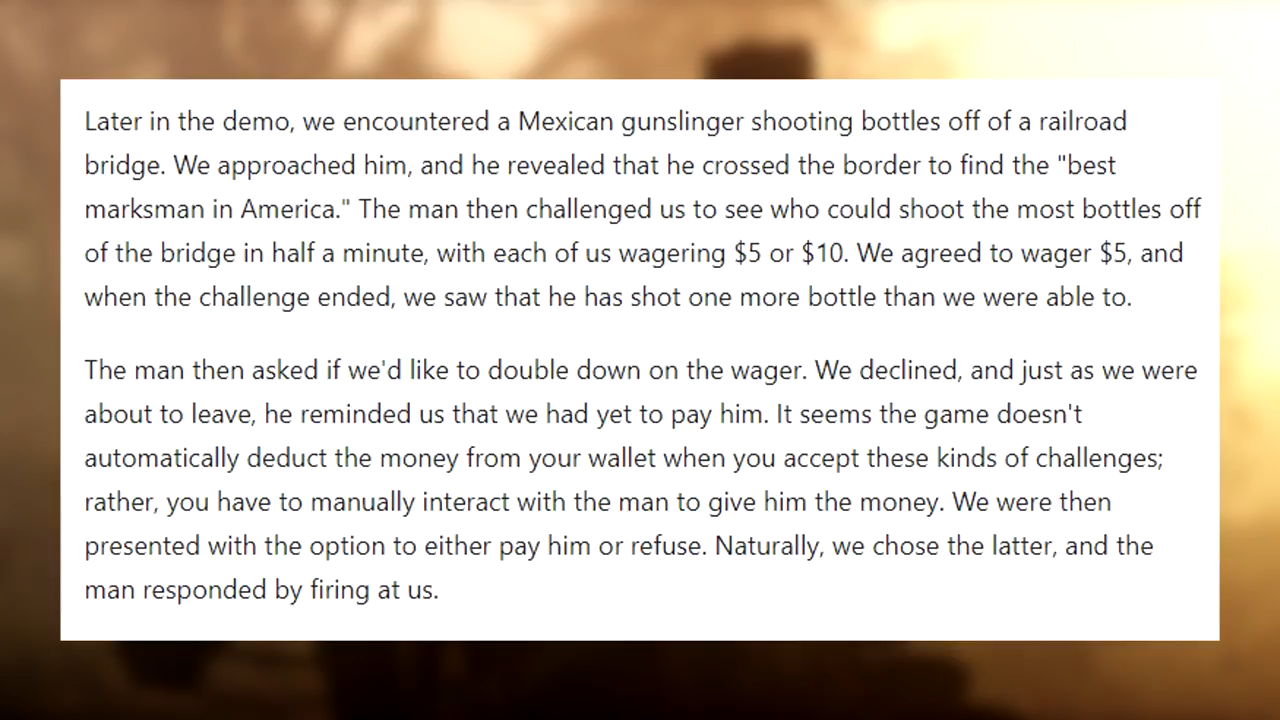 Later in the demo, we encountered a Mexican gunslinger shooting bottles off of a railroad
bridge. We approached him, and he revealed that he crossed the border to find the "best
marksman in America." The man then challenged us to see who could shoot the most bottles off
of the bridge in half a minute, with each of us wagering $5 or $10. We agreed to wager $5, and
when the challenge ended, we saw that he has shot one more bottle than we were able to.
The man then asked if we'd like to double down on the wager. We declined, and just as we were
about to leave, he reminded us that we had yet to pay him. It seems the game doesn't
automatically deduct the money from your wallet when you accept these kinds of challenges;
rather, you have to manually interact with the man to give him the money. We were then
presented with the option to either pay him or refuse. Naturally, we chose the latter, and the
man responded by firing at us.